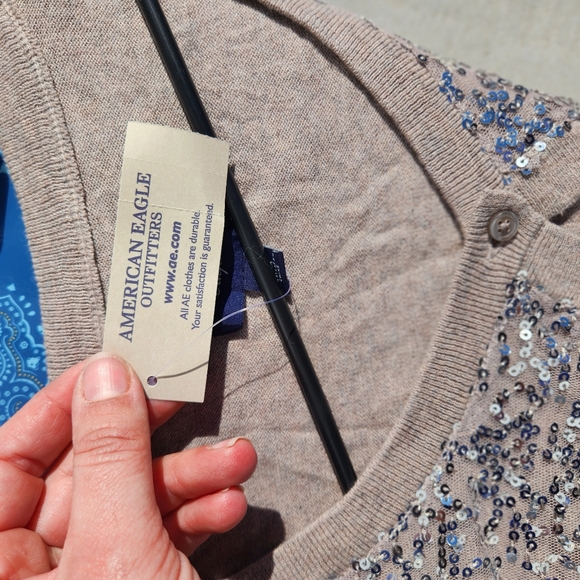 AMERICAN EAGLE
OUTFITTERS
www.ae.com
All AE clothes are durable.
Your satisfaction is guaranteed.